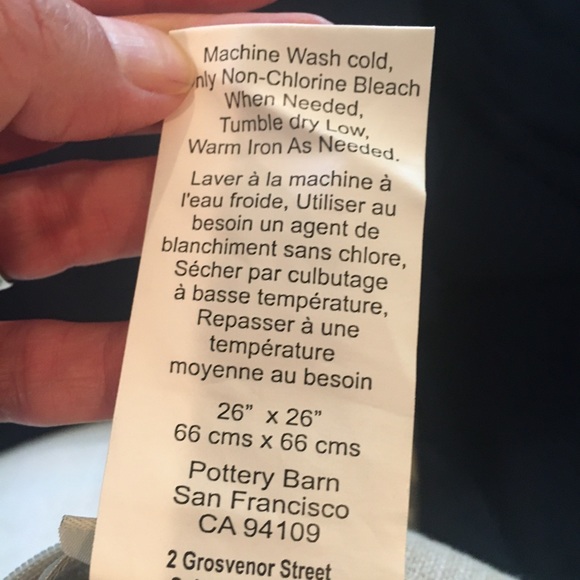 Machine Wash cold,
Only Non-Chlorine Bleach
When Needed,
Tumble dry Low,
Warm Iron As Needed.
Laver à la machine à
l'eau froide, Utiliser au
besoin un agent de
blanchiment sans chlore,
Sécher par culbutage
à basse température,
Repasser à une
température
moyenne au besoin
26” x 26”
66 cms x 66 cms
Pottery Barn
San Francisco
CA 94109
2 Grosvenor Street